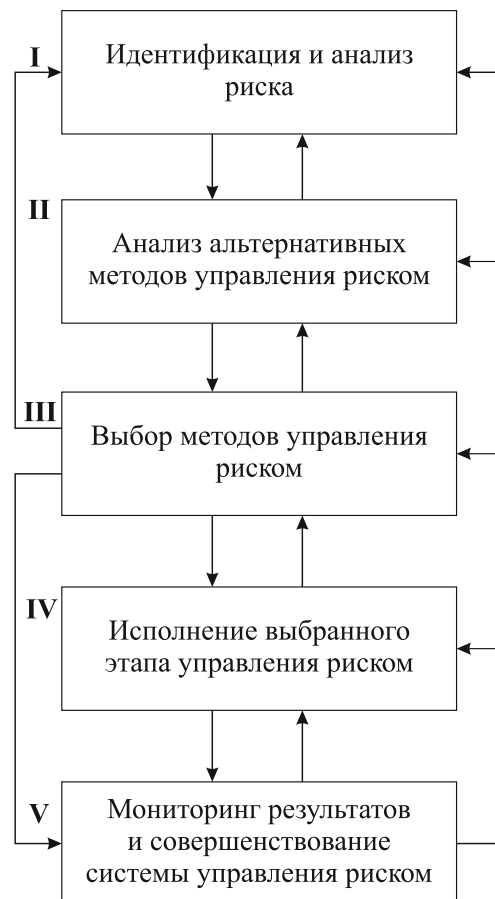 I
Идентификация и анализ
риска
II
Анализ альтернативных
методов управления риском
III
Выбор методов управления
риском
IV
Исполнение выбранного
этапа управления риском
V
Мониторинг результатов
и совершенствование
системы управления риском